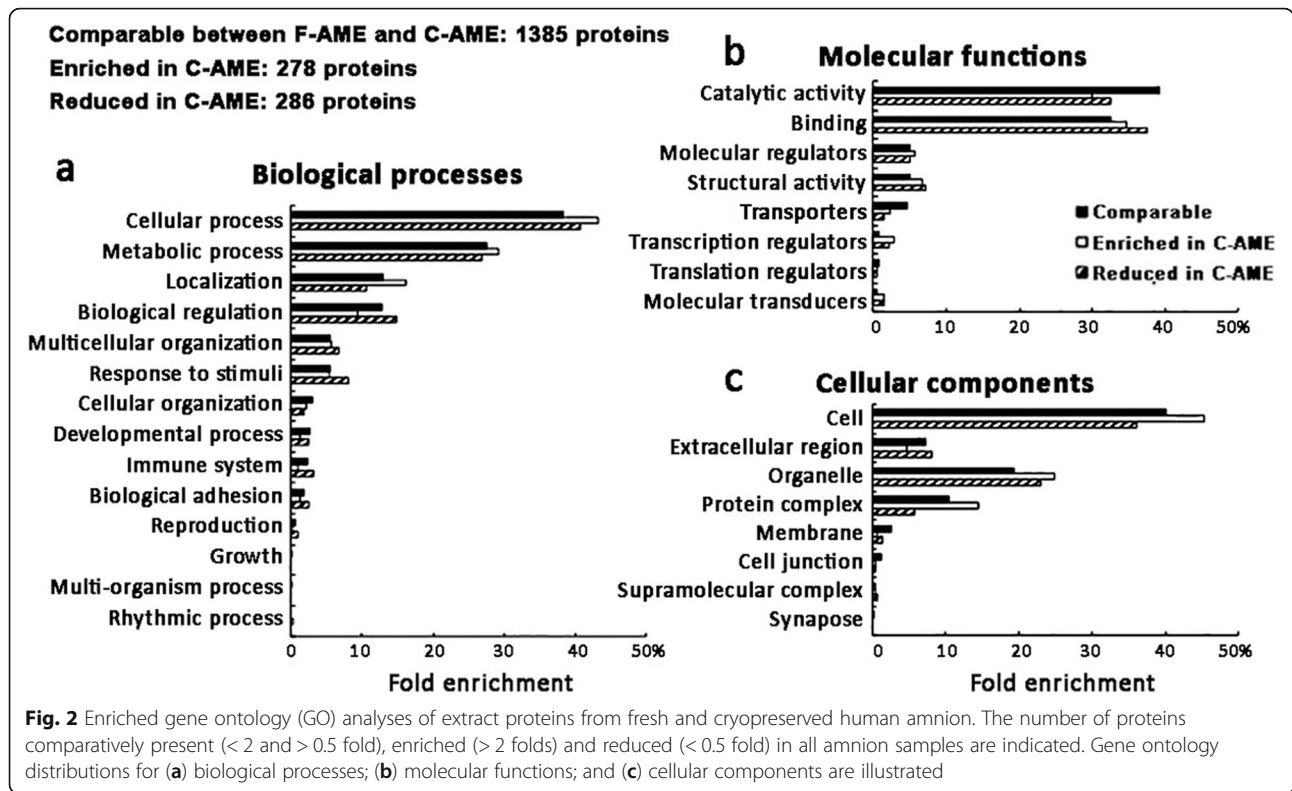 Comparable between F-AME and C-AME: 1385 proteins
Enriched in C-AME: 278 proteins
Reduced in C-AME: 286 proteins
a
Biological processes
Cellular process
Metabolic process
Localization
Biological regulation
Multicellular organization
Response to stimuli
Cellular organization
Developmental process
Immune system
Biological adhesion
Reproduction
Growth
Multi-organism process
Rhythmic process
0 10 20 30 40 50%
Fold enrichment
b
Molecular functions
Catalytic activity
Binding
Molecular regulators
Structural activity
Transporters
Transcription regulators
Translation regulators
Molecular transducers
Comparable
Enriched in C-AME
Reduced in C-AME
0 10 20 30 40 50%
c
Cellular components
Cell
Extracellular region
Organelle
Protein complex
Membrane
Cell junction
Supramolecular complex
Synapose
0 10 20 30 40 50%
Fold enrichment
Fig. 2 Enriched gene ontology (GO) analyses of extract proteins from fresh and cryopreserved human amnion. The number of proteins
comparatively present (< 2 and > 0.5 fold), enriched (> 2 folds) and reduced (< 0.5 fold) in all amnion samples are indicated. Gene ontology
distributions for (a) biological processes; (b) molecular functions; and (c) cellular components are illustrated